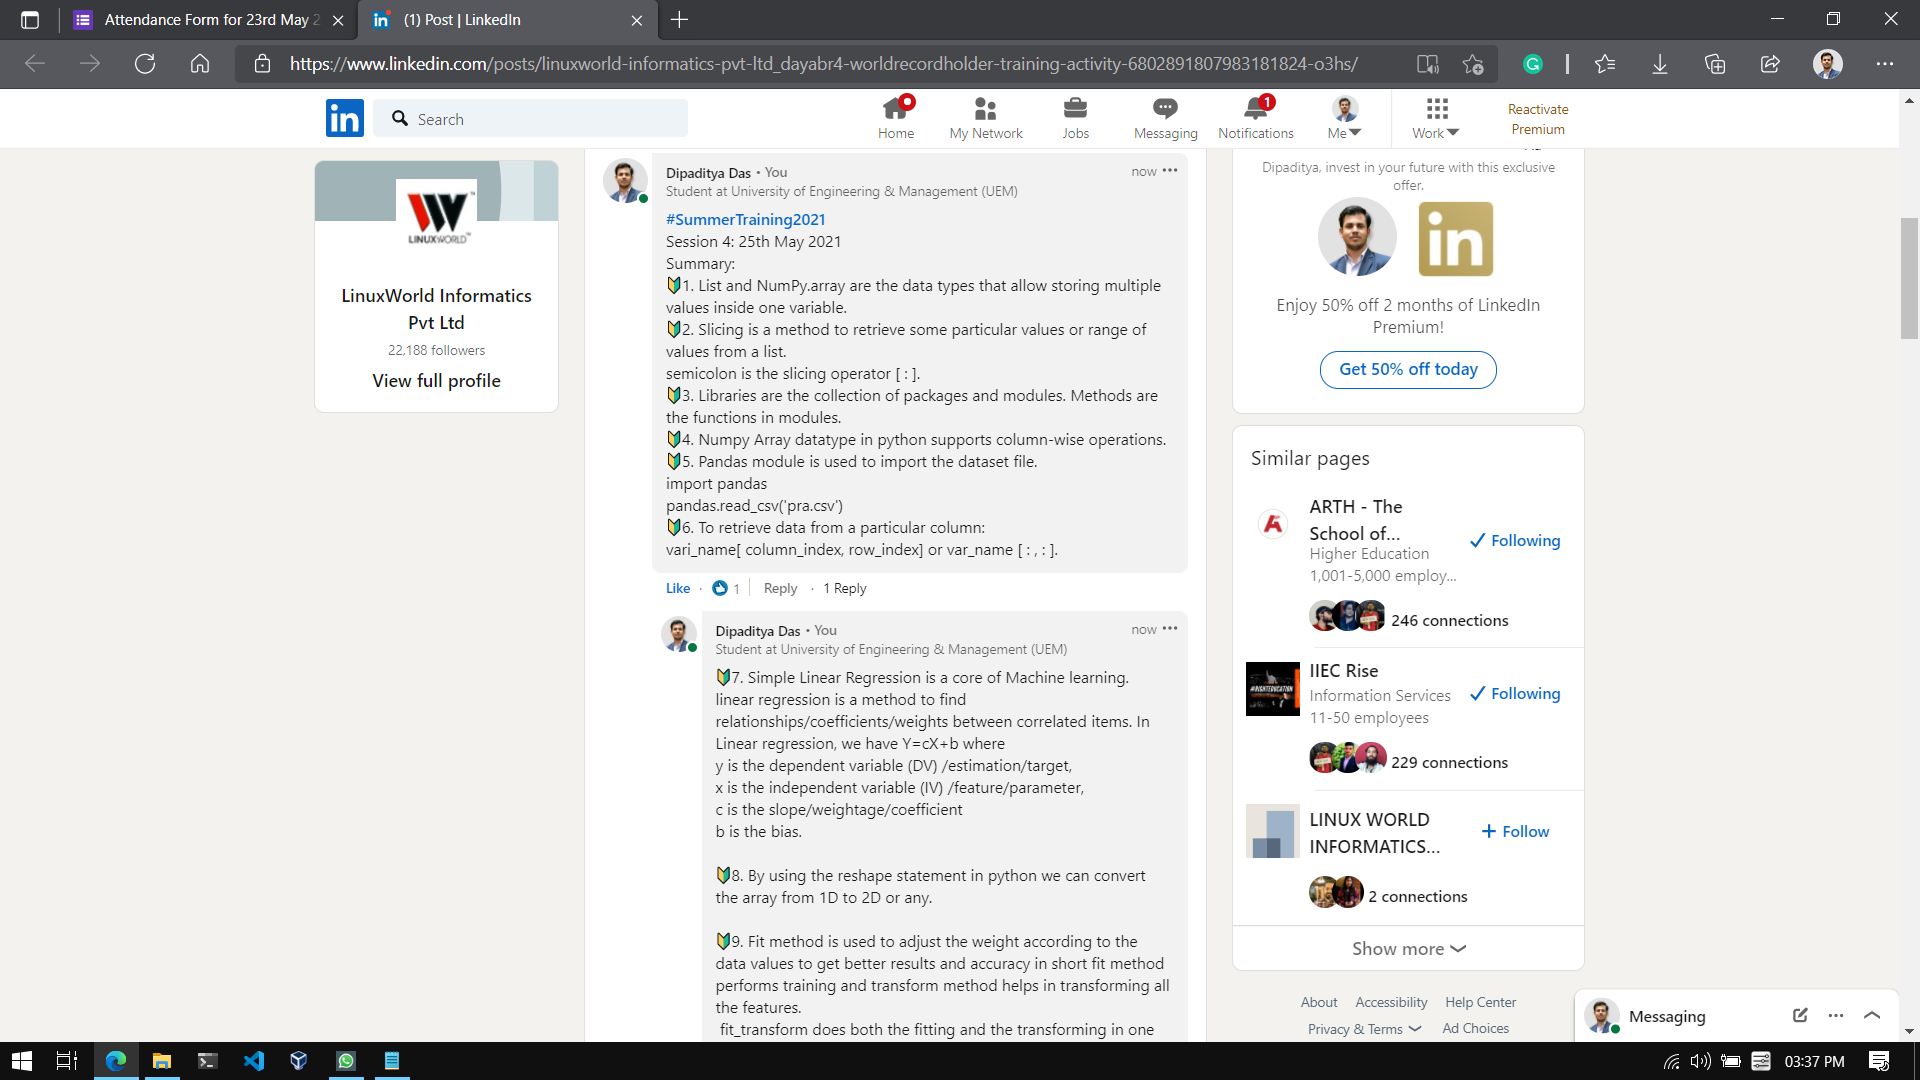 Attendance Form for 23rd May 2
(1) Post | LinkedIn
https://www.linkedin.com/posts/linuxworld-informatics-pvt-ltd_dayabr4-worldrecordholder-training-activity-6802891807983181824-o3hs/
in
Search
Home
My Network
Jobs
Messaging
1
Notifications
Me
Work
Reactivate
Premium
LINUXWORLD
LinuxWorld Informatics
Pvt Ltd
22,188 followers
View full profile
Dipaditya Das • You
now
Student at University of Engineering & Management (UEM)
#SummerTraining2021
Session 4: 25th May 2021
Summary:
🔰1. List and NumPy.array are the data types that allow storing multiple
values inside one variable.
🔰2. Slicing is a method to retrieve some particular values or range of
values from a list.
semicolon is the slicing operator [ : ].
🔰3. Libraries are the collection of packages and modules. Methods are
the functions in modules.
🔰4. Numpy Array datatype in python supports column-wise operations.
🔰5. Pandas module is used to import the dataset file.
import pandas
pandas.read_csv('pra.csv')
🔰6. To retrieve data from a particular column:
vari_name[ column_index, row_index] or var_name [ : , : ].
Like · 1 | Reply · 1 Reply
Dipaditya Das • You
now
Student at University of Engineering & Management (UEM)
🔰7. Simple Linear Regression is a core of Machine learning.
linear regression is a method to find
relationships/coefficients/weights between correlated items. In
Linear regression, we have Y=cX+b where
y is the dependent variable (DV) /estimation/target,
x is the independent variable (IV) /feature/parameter,
c is the slope/weightage/coefficient
b is the bias.
🔰8. By using the reshape statement in python we can convert
the array from 1D to 2D or any.
🔰9. Fit method is used to adjust the weight according to the
data values to get better results and accuracy in short fit method
performs training and transform method helps in transforming all
the features.
fit_transform does both the fitting and the transforming in one
Dipaditya, invest in your future with this exclusive
offer.
in
Enjoy 50% off 2 months of LinkedIn
Premium!
Get 50% off today
Similar pages
ARTH - The
School of...
Higher Education
1,001-5,000 employ...
Following
246 connections
IIEC Rise
Information Services
11-50 employees
Following
#RIGHTEDUCATION
229 connections
LINUX WORLD
INFORMATICS...
+ Follow
2 connections
Show more
About
Accessibility
Help Center
Privacy & Terms
Ad Choices
Messaging
03:37 PM